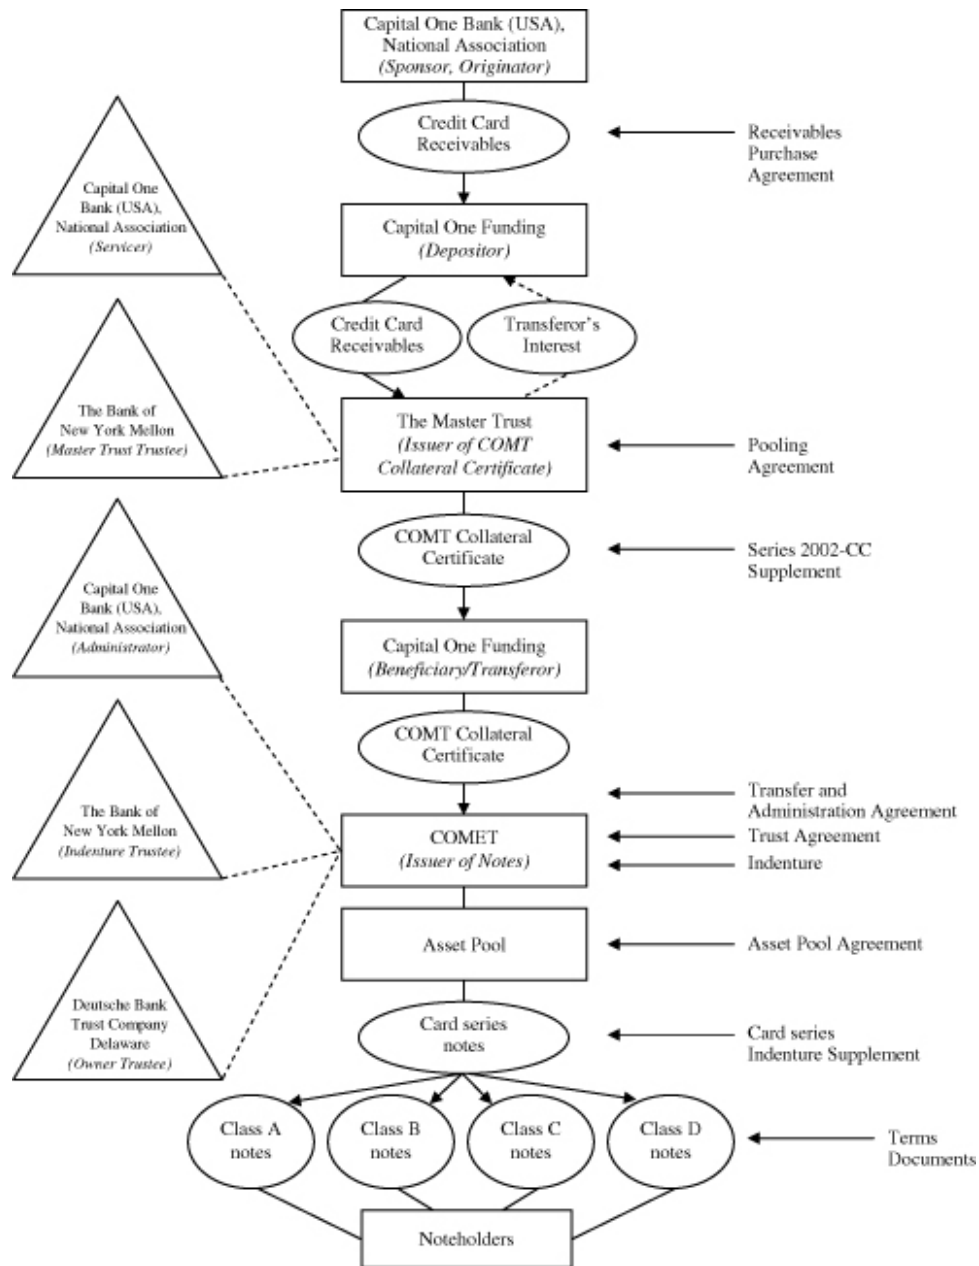 Capital One Bank (USA),
National Association
(Sponsor, Originator)
Credit Card
Receivables
Receivables
Purchase
Agreement
Capital One
Bank (USA),
National Association
(Servicer)
Capital One Funding
(Depositor)
Credit Card
Receivables
Transferor's
Interest
The Bank of
New York Mellon
(Master Trust Trustee)
The Master Trust
(Issuer of COMT
Collateral Certificate)
Pooling
Agreement
COMT Collateral
Certificate
Series 2002-CC
Supplement
Capital One
Bank (USA),
National Association
(Administrator)
Capital One Funding
(Beneficiary/Transferor)
COMT Collateral
Certificate
Transfer and
Administration Agreement
Trust Agreement
Indenture
The Bank of
New York Mellon
(Indenture Trustee)
COMET
(Issuer of Notes)
Asset Pool
Asset Pool Agreement
Deutsche Bank
Trust Company
Delaware
(Owner Trustee)
Card series
notes
Card series
Indenture Supplement
Class A
notes
Class B
notes
Class C
notes
Class D
notes
Terms
Documents
Noteholders